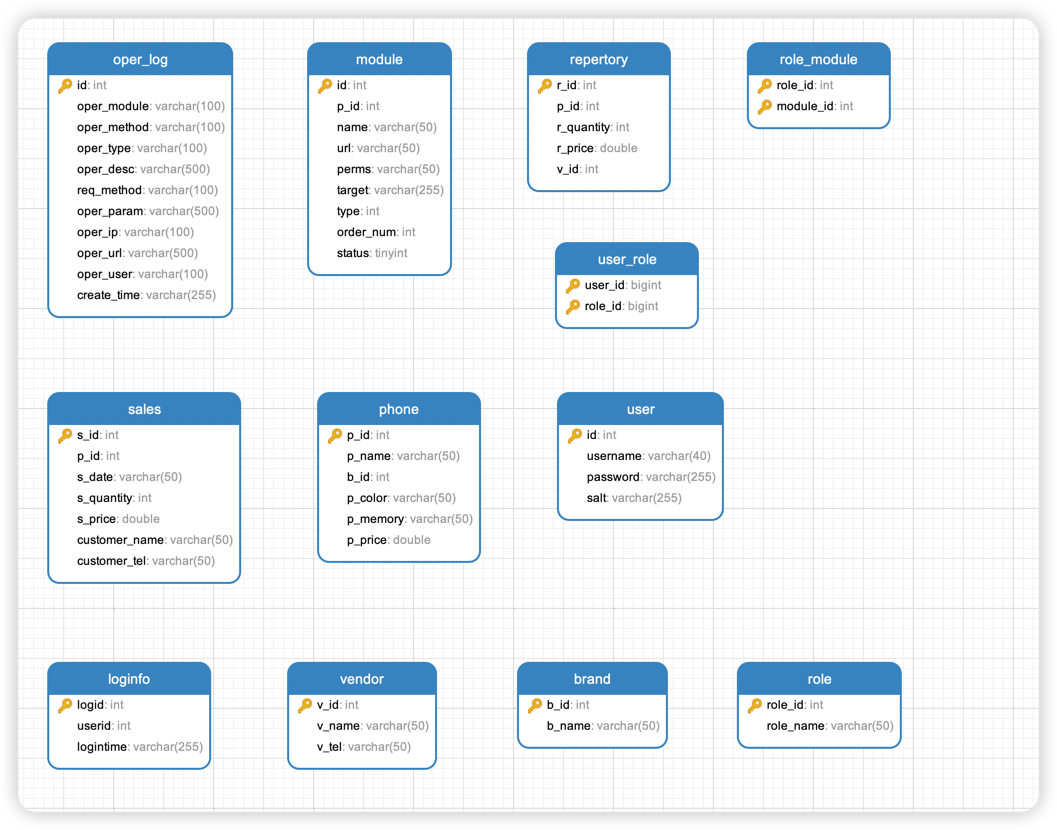 oper_log
id: int
oper_module: varchar(100)
oper_method: varchar(100)
oper_type: varchar(100)
oper_desc: varchar(500)
req_method: varchar(100)
oper_param: varchar(500)
oper_ip: varchar(100)
oper_url: varchar(500)
oper_user: varchar(100)
create_time: varchar(255)
module
id: int
p_id: int
name: varchar(50)
url: varchar(50)
perms: varchar(50)
target: varchar(255)
type: int
order_num: int
status: tinyint
repertory
r_id: int
p_id: int
r_quantity: int
r_price: double
v_id: int
role_module
role_id: int
module_id: int
user_role
user_id: bigint
role_id: bigint
sales
s_id: int
p_id: int
s_date: varchar(50)
s_quantity: int
s_price: double
customer_name: varchar(50)
customer_tel: varchar(50)
phone
p_id: int
p_name: varchar(50)
b_id: int
p_color: varchar(50)
p_memory: varchar(50)
p_price: double
user
id: int
username: varchar(40)
password: varchar(255)
salt: varchar(255)
loginfo
logid: int
userid: int
logintime: varchar(255)
vendor
v_id: int
v_name: varchar(50)
v_tel: varchar(50)
brand
b_id: int
b_name: varchar(50)
role
role_id: int
role_name: varchar(50)